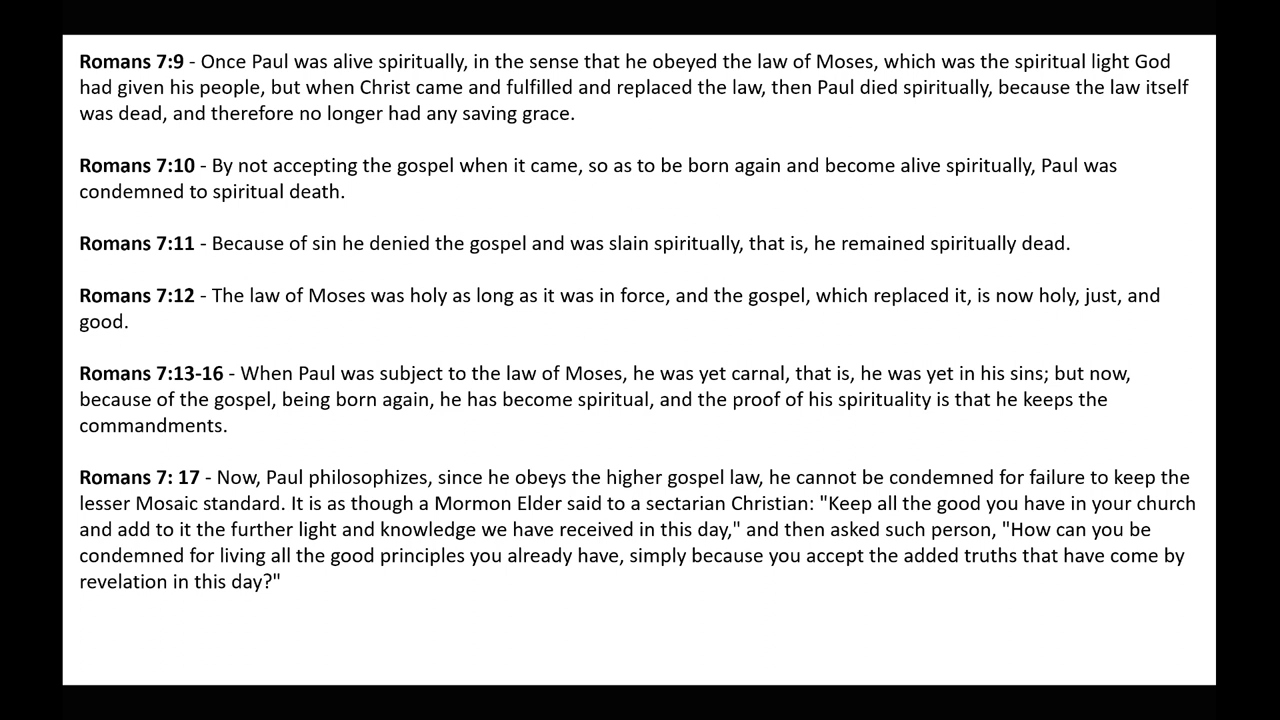 Romans 7:9 - Once Paul was alive spiritually, in the sense that he obeyed the law of Moses, which was the spiritual light God
had given his people, but when Christ came and fulfilled and replaced the law, then Paul died spiritually, because the law itself
was dead, and therefore no longer had any saving grace.
Romans 7:10 - By not accepting the gospel when it came, so as to be born again and become alive spiritually, Paul was
condemned to spiritual death.
Romans 7:11 - Because of sin he denied the gospel and was slain spiritually, that is, he remained spiritually dead.
Romans 7:12 - The law of Moses was holy as long as it was in force, and the gospel, which replaced it, is now holy, just, and
good.
Romans 7:13-16 - When Paul was subject to the law of Moses, he was yet carnal, that is, he was yet in his sins; but now,
because of the gospel, being born again, he has become spiritual, and the proof of his spirituality is that he keeps the
commandments.
Romans 7: 17 - Now, Paul philosophizes, since he obeys the higher gospel law, he cannot be condemned for failure to keep the
lesser Mosaic standard. It is as though a Mormon Elder said to a sectarian Christian: "Keep all the good you have in your church
and add to it the further light and knowledge we have received in this day," and then asked such person, "How can you be
condemned for living all the good principles you already have, simply because you accept the added truths that have come by
revelation in this day?"